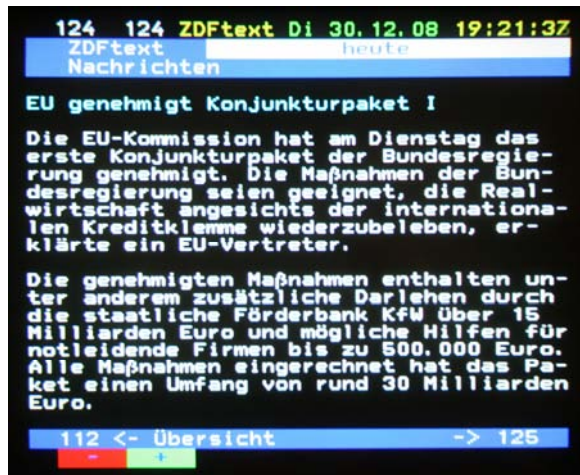 124 124 ZDFtext Di 30.12.08 19:21:37
ZDFtext heute
Nachrichten
EU genehmigt Konjunkturpaket I
Die EU-Kommission hat am Dienstag das
erste Konjunkturpaket der Bundesregie-
rung genehmigt. Die Maßnahmen der Bun-
desregierung seien geeignet, die Real-
wirtschaft angesichts der internationa-
len Kreditklemme wiederzubeleben, er-
klärte ein EU-Vertreter.
Die genehmigten Maßnahmen enthalten un-
ter anderem zusätzliche Darlehen durch
die staatliche Förderbank KfW über 15
Milliarden Euro und mögliche Hilfen für
notleidende Firmen bis zu 500.000 Euro.
Alle Maßnahmen eingerechnet hat das Pa-
ket einen Umfang von rund 30 Milliarden
Euro.
112 <- Übersicht -> 125
- +